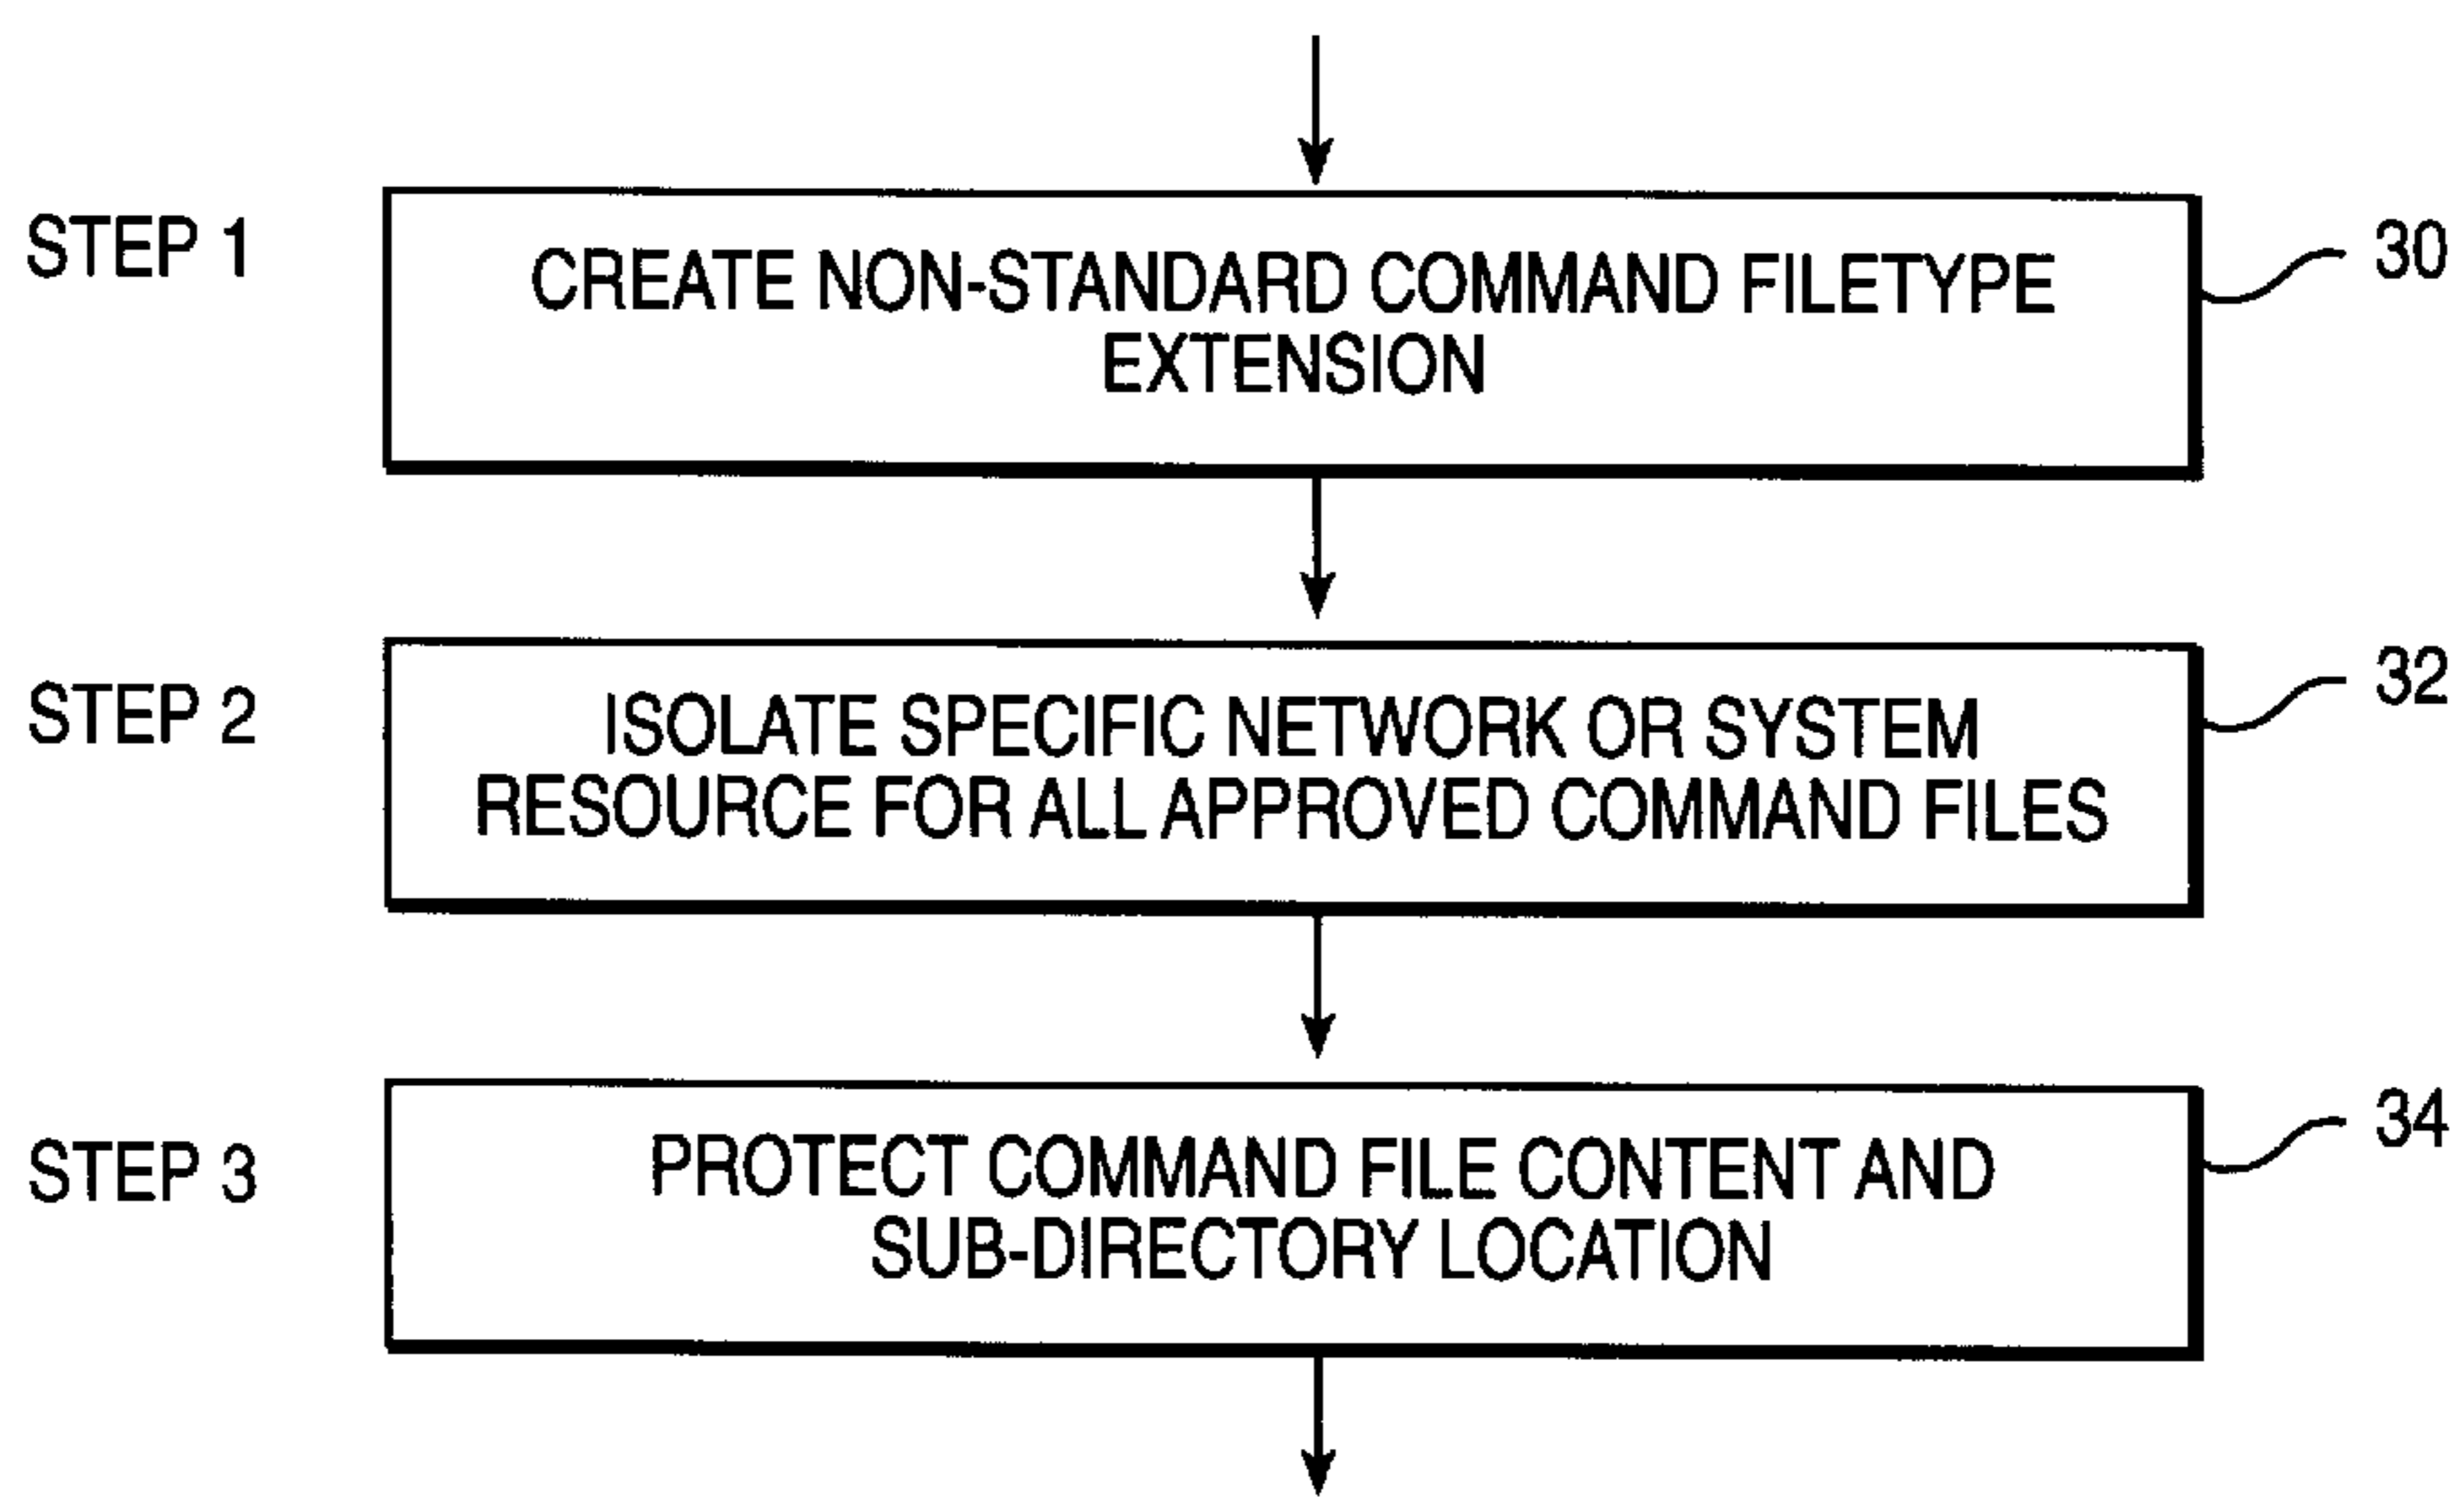 STEP 1
CREATE NON-STANDARD COMMAND FILETYPE
EXTENSION
30
STEP 2
ISOLATE SPECIFIC NETWORK OR SYSTEM
RESOURCE FOR ALL APPROVED COMMAND FILES
32
STEP 3
PROTECT COMMAND FILE CONTENT AND
SUB-DIRECTORY LOCATION
34